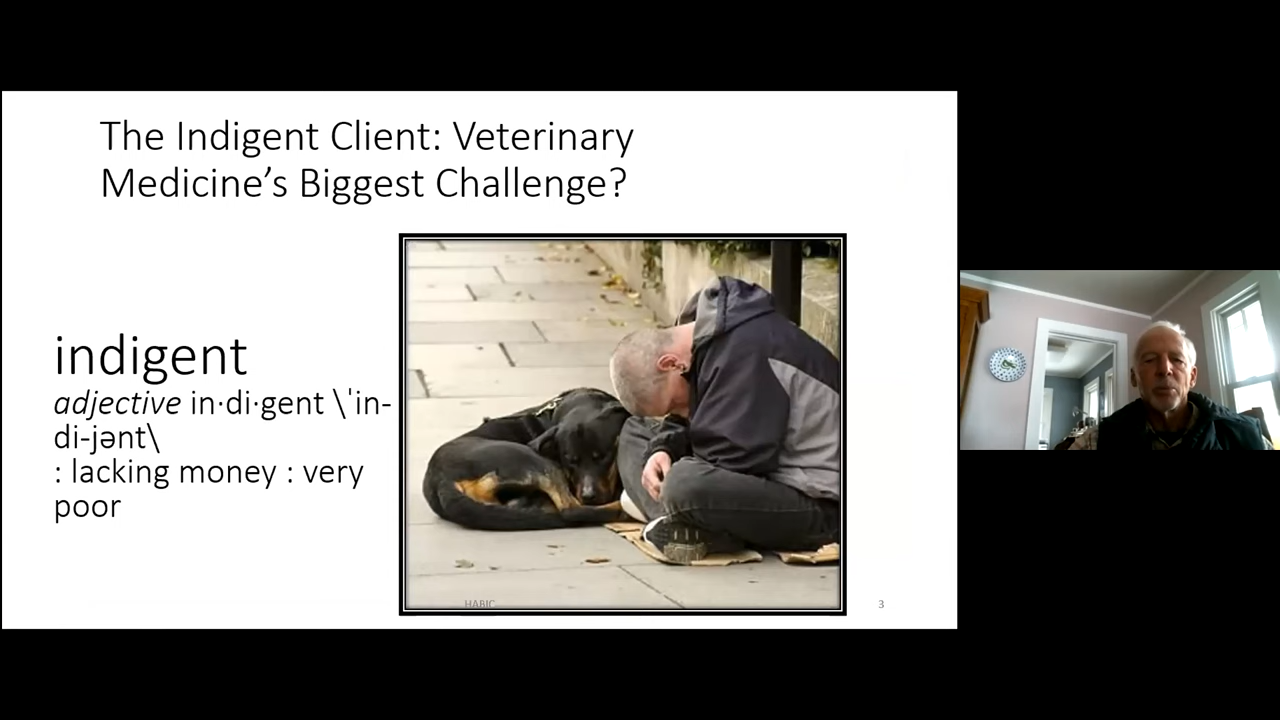 The Indigent Client: Veterinary
Medicine’s Biggest Challenge?
indigent
adjective in·di·gent \ˈin-
di-jənt\
: lacking money : very
poor
HABIC
3